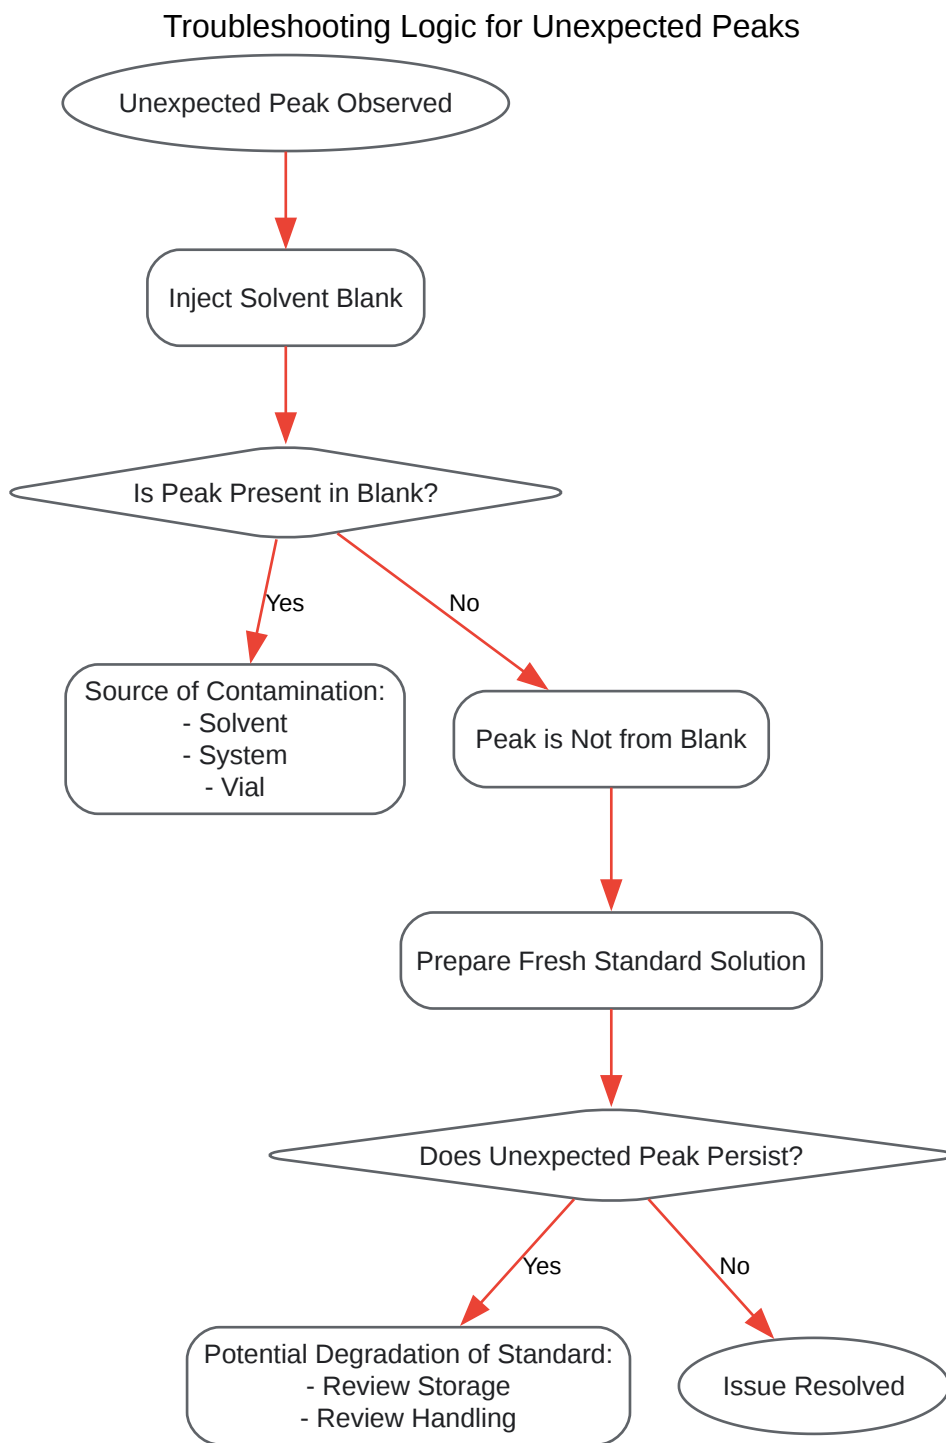 Troubleshooting Logic for Unexpected Peaks
Unexpected Peak Observed
Inject Solvent Blank
Is Peak Present in Blank?
Yes
No
Source of Contamination:
- Solvent
- System
- Vial
Peak is Not from Blank
Prepare Fresh Standard Solution
Does Unexpected Peak Persist?
Yes
No
Potential Degradation of Standard:
- Review Storage
- Review Handling
Issue Resolved